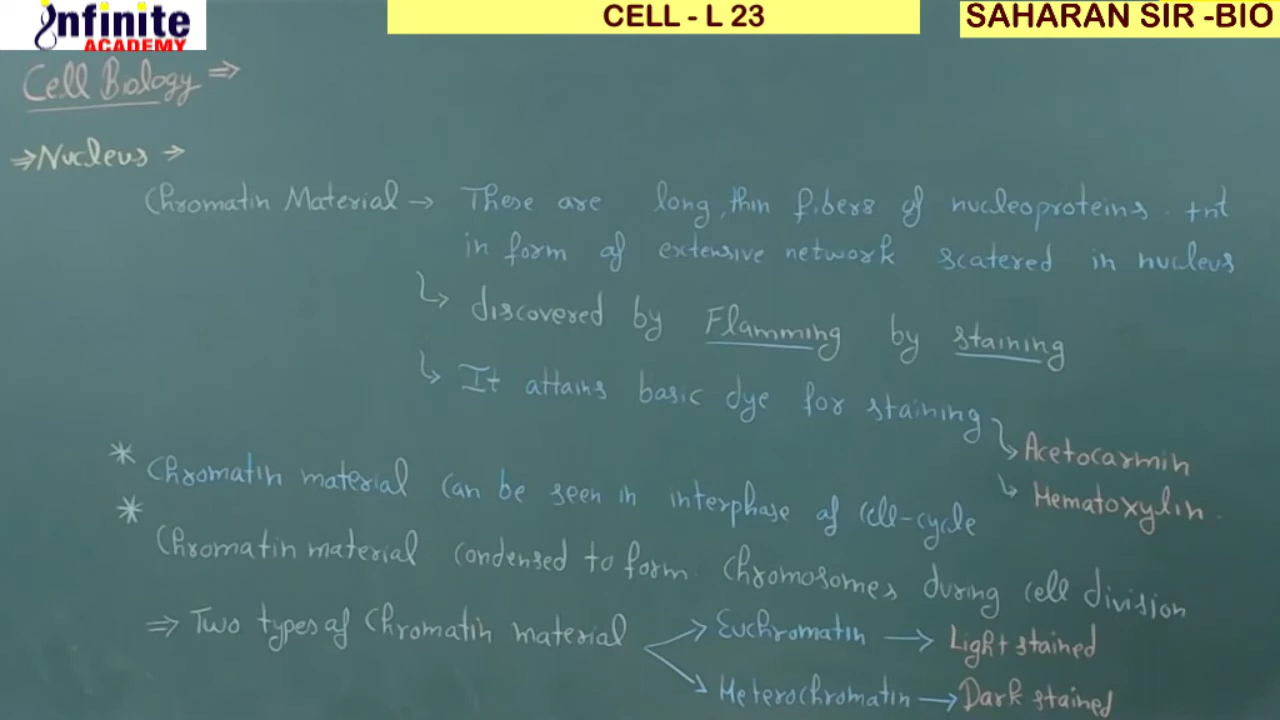 infinite ACADEMY
CELL - L 23
SAHARAN SIR -BIO
Cell Biology ⇒
⇒ Nucleus →
Chromatin Material → These are long, thin fibers of nucleoproteins. +nt
in form of extensive network scatered in nucleus
↳ discovered by Flamming by staining
↳ It attains basic dye for staining
↳ Acetocarmin
↳ Hematoxylin.
* Chromatin material can be seen in interphase of cell-cycle
* Chromatin material condensed to form chromosomes during cell division
⇒ Two types of Chromatin material
Euchromatin → Light stained
Heterochromatin → Dark stained